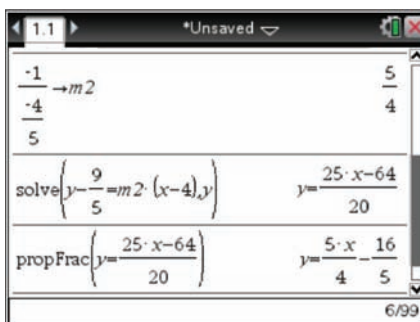 1.1 *Unsaved
-1
-4
5
→m2
5
4
solve(y-9/5=m2·(x-4),y)
y=25·x-64
20
propFrac(y=25·x-64
20)
y=5·x/4-16/5
6/99